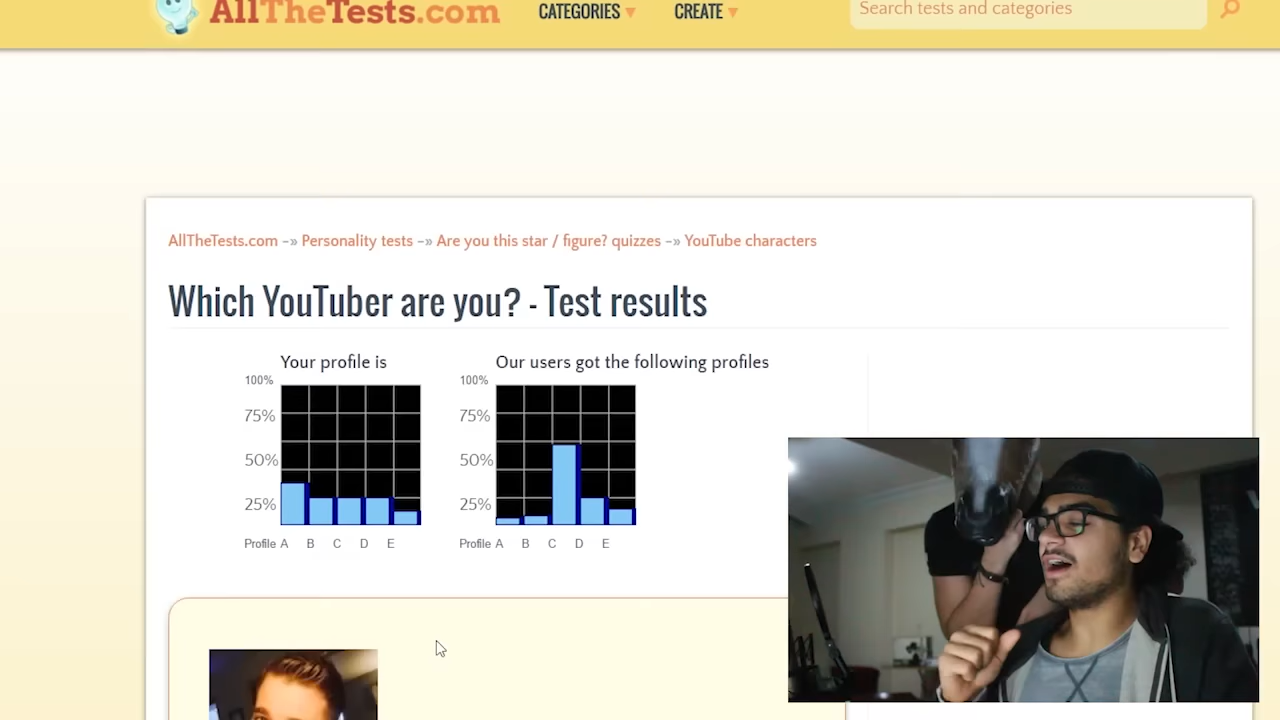 AllTheTests.com
CATEGORIES ▼
CREATE ▼
Search tests and categories
AllTheTests.com -» Personality tests -» Are you this star / figure? quizzes -» YouTube characters
Which YouTuber are you? - Test results
Your profile is
100%
75%
50%
25%
Profile A B C D E
Our users got the following profiles
100%
75%
50%
25%
Profile A B C D E